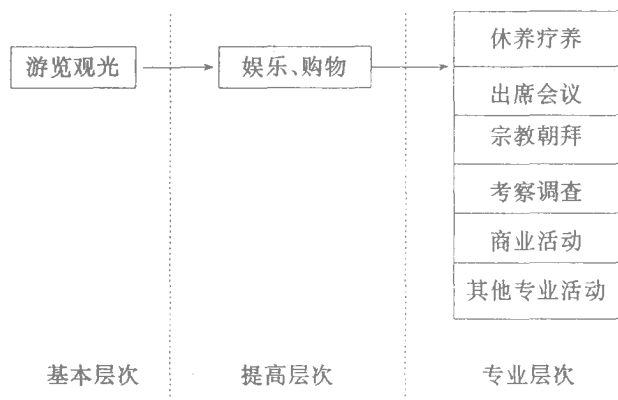 游览观光
娱乐、购物
休养疗养
出席会议
宗教朝拜
考察调查
商业活动
其他专业活动
基本层次
提高层次
专业层次